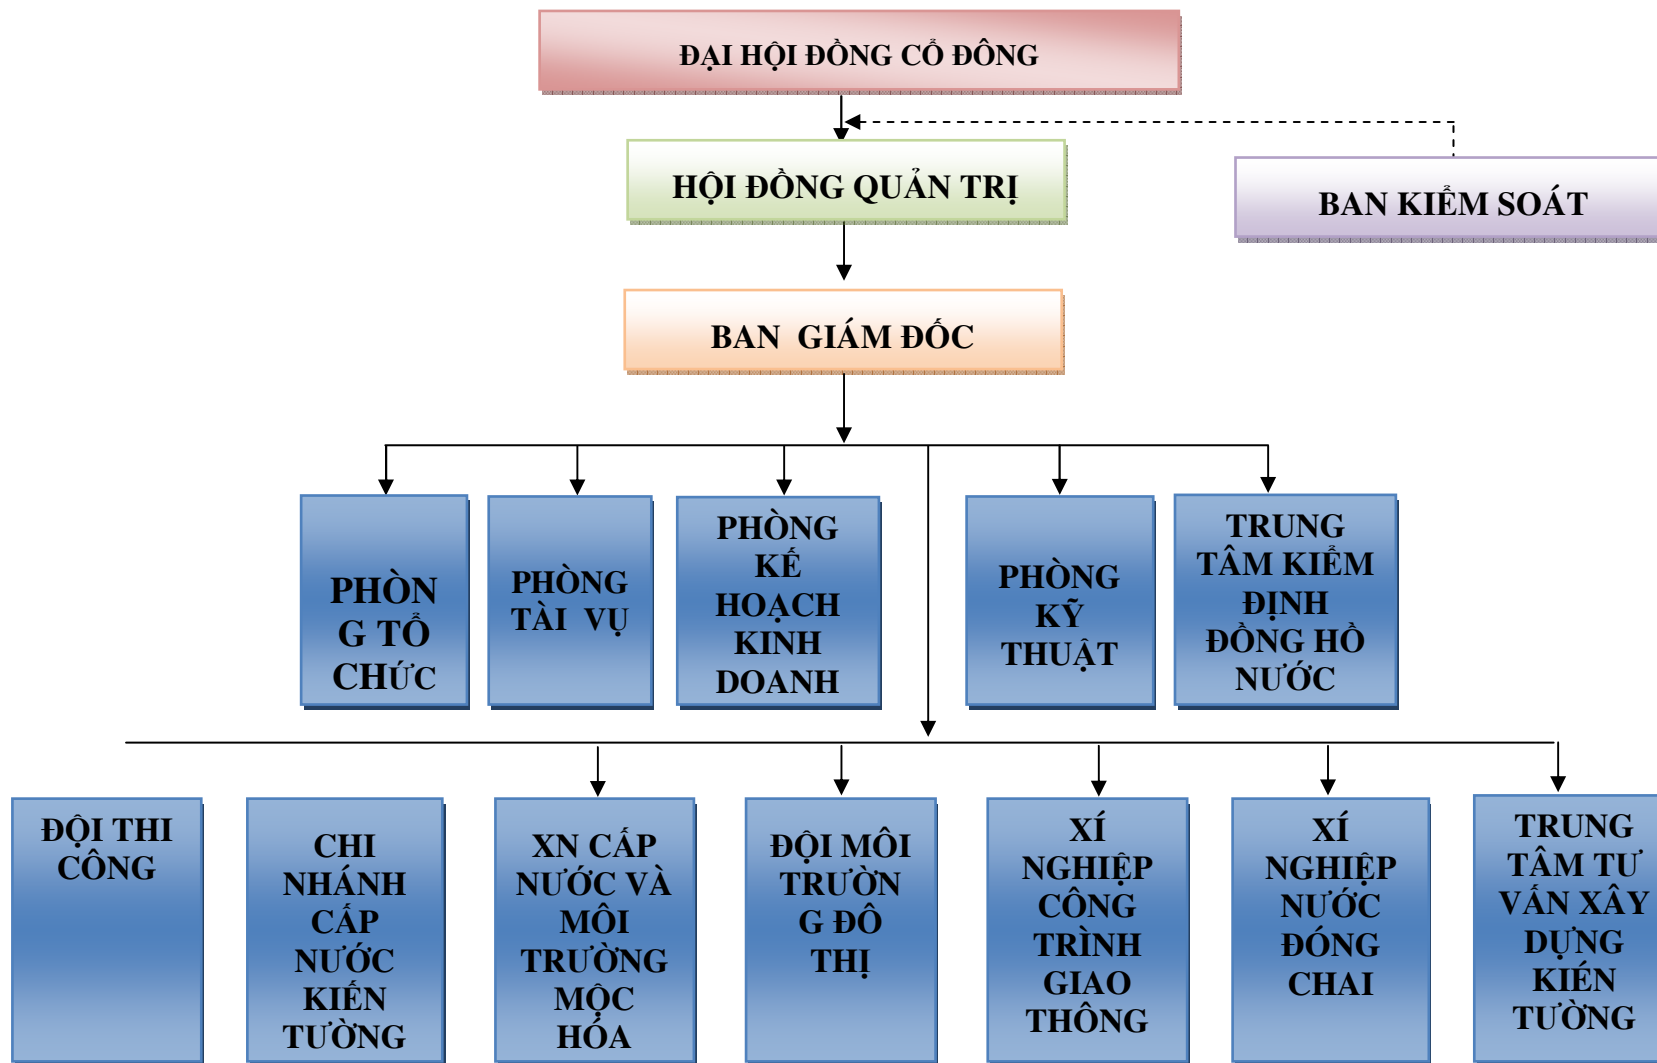 ĐẠI HỘI ĐỒNG CỔ ĐÔNG
HỘI ĐỒNG QUẢN TRỊ
BAN KIỂM SOÁT
BAN GIÁM ĐỐC
PHÒN
G TỔ
CHỨC
PHÒNG
TÀI VỤ
PHÒNG
KẾ
HOẠCH
KINH
DOANH
PHÒNG
KỸ
THUẬT
TRUNG
TÂM KIỂM
ĐỊNH
ĐỒNG HỒ
NƯỚC
ĐỘI THI
CÔNG
CHI
NHÁNH
CẤP
NƯỚC
KIẾN
TƯỜNG
XN CẤP
NƯỚC VÀ
MÔI
TRƯỜNG
MỘC
HÓA
ĐỘI MÔI
TRƯỜN
G ĐÔ
THỊ
XÍ
NGHIỆP
CÔNG
TRÌNH
GIAO
THÔNG
XÍ
NGHIỆP
NƯỚC
ĐÓNG
CHAI
TRUNG
TÂM TƯ
VẤN XÂY
DỰNG
KIÉN
TƯỜNG